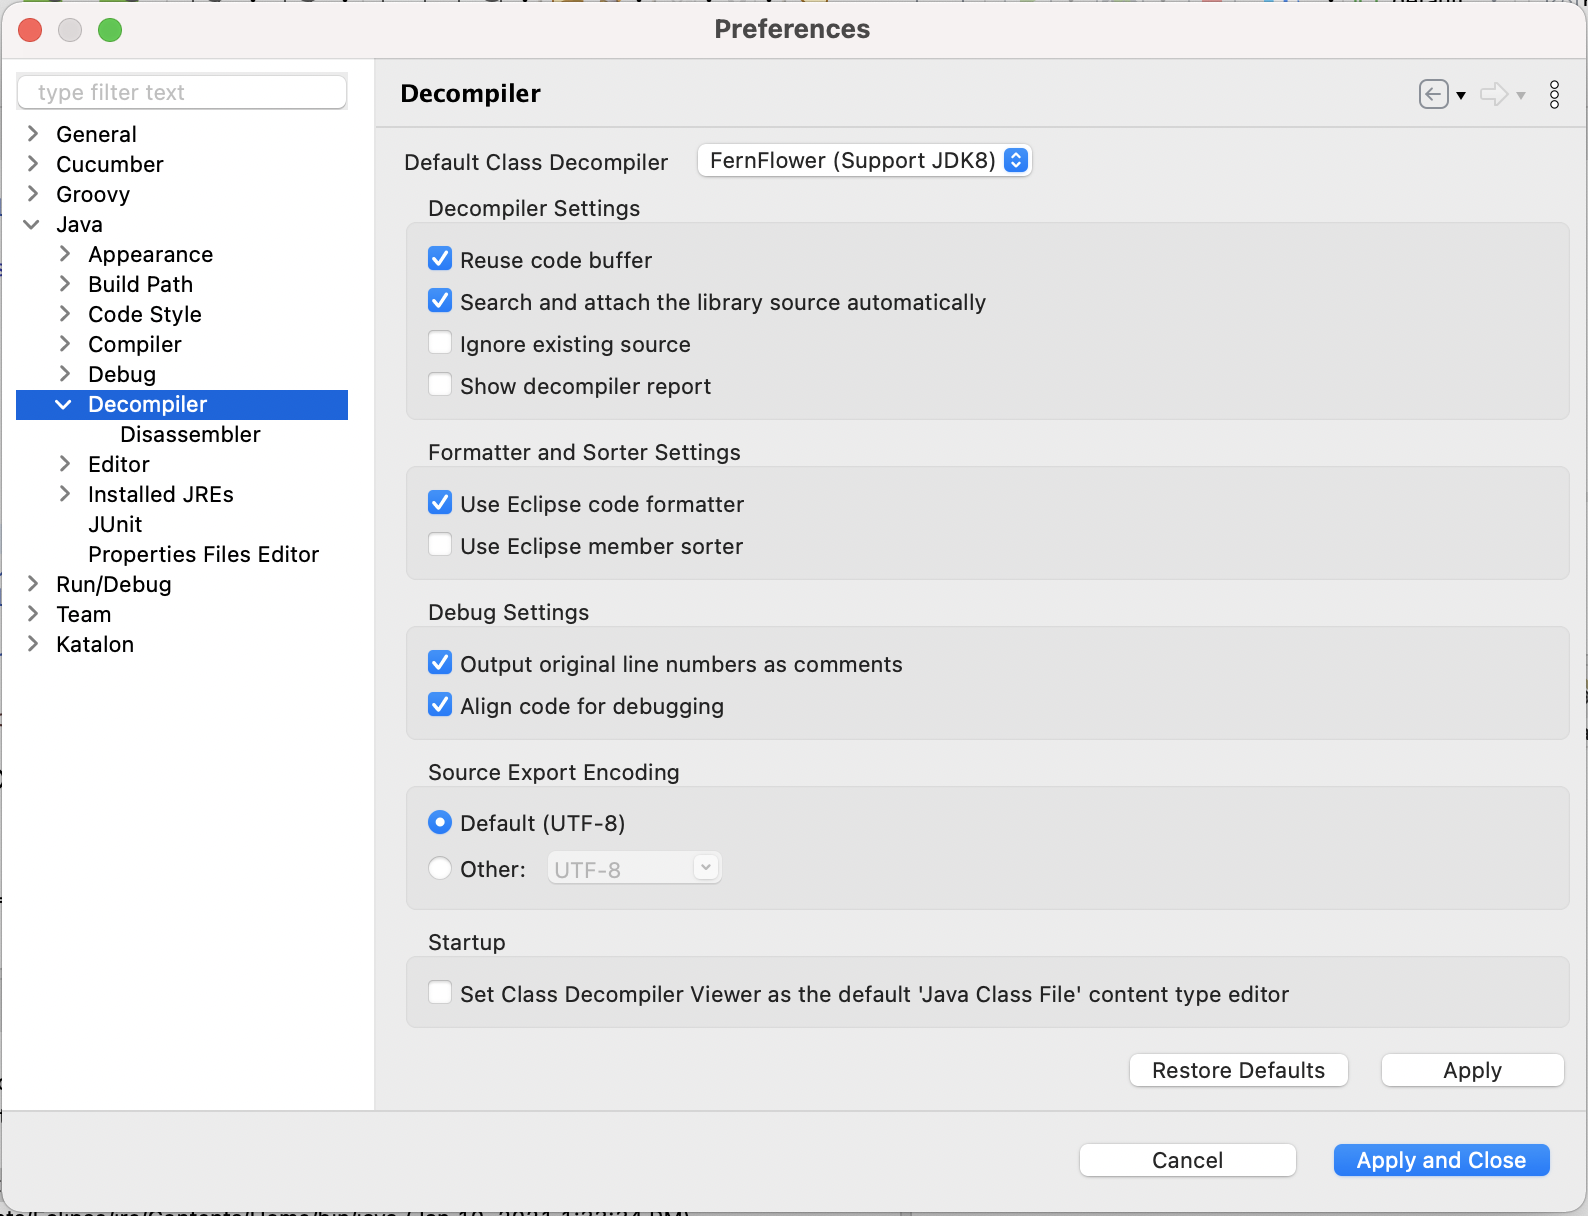 Preferences
type filter text
General
Cucumber
Groovy
Java
Appearance
Build Path
Code Style
Compiler
Debug
Decompiler
Disassembler
Editor
Installed JREs
JUnit
Properties Files Editor
Run/Debug
Team
Katalon
Decompiler
Default Class Decompiler FernFlower (Support JDK8)
Decompiler Settings
Reuse code buffer
Search and attach the library source automatically
Ignore existing source
Show decompiler report
Formatter and Sorter Settings
Use Eclipse code formatter
Use Eclipse member sorter
Debug Settings
Output original line numbers as comments
Align code for debugging
Source Export Encoding
Default (UTF-8)
Other: UTF-8
Startup
Set Class Decompiler Viewer as the default 'Java Class File' content type editor
Restore Defaults Apply
Cancel Apply and Close